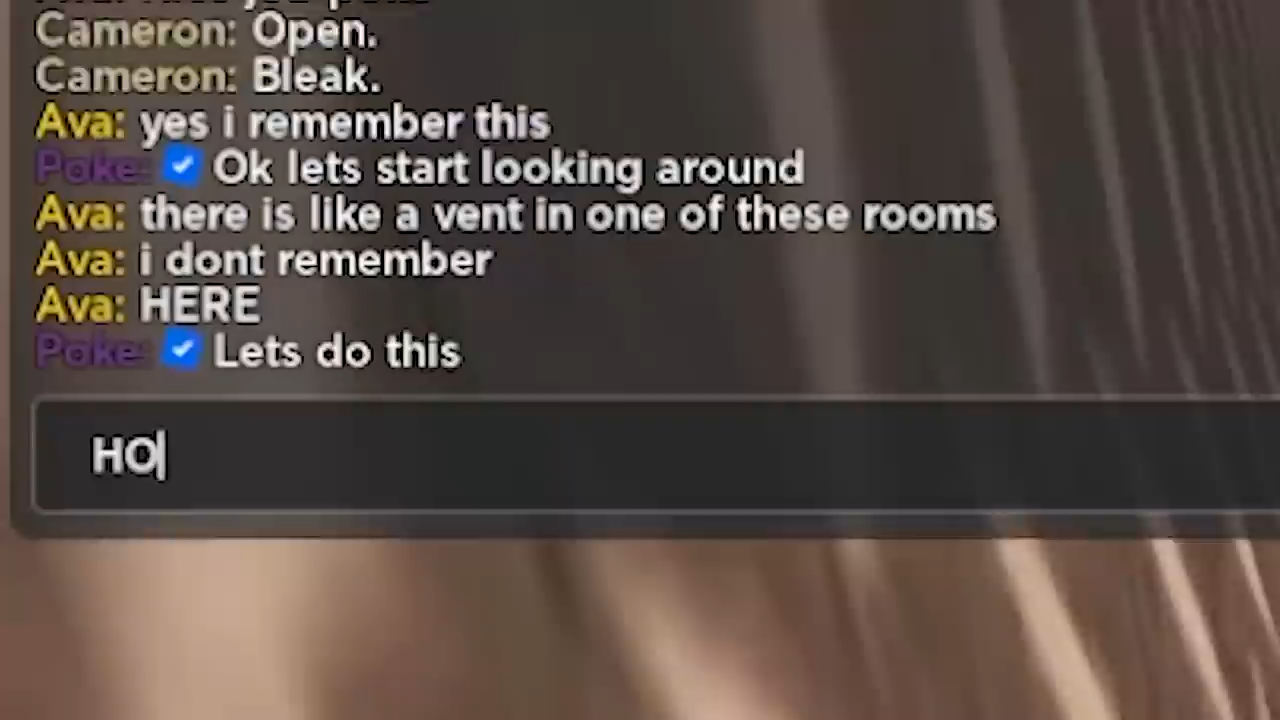 Cameron: Open.
Cameron: Bleak.
Ava: yes i remember this
Poke: Ok lets start looking around
Ava: there is like a vent in one of these rooms
Ava: i dont remember
Ava: HERE
Poke: Lets do this
HO